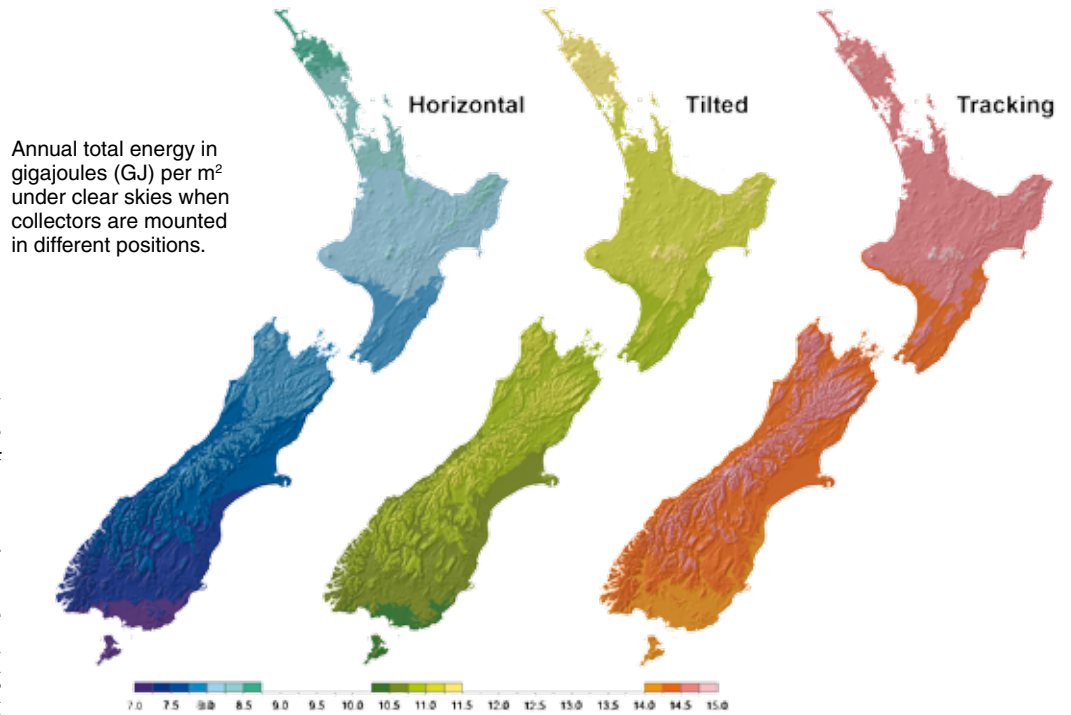 Horizontal
Tilted
Tracking
Annual total energy in
gigajoules (GJ) per m²
under clear skies when
collectors are mounted
in different positions.
7.0 7.5 8.0 8.5 9.0 9.5 10.0 10.5 11.0 11.5 12.0 12.5 13.0 13.5 14.0 14.5 15.0